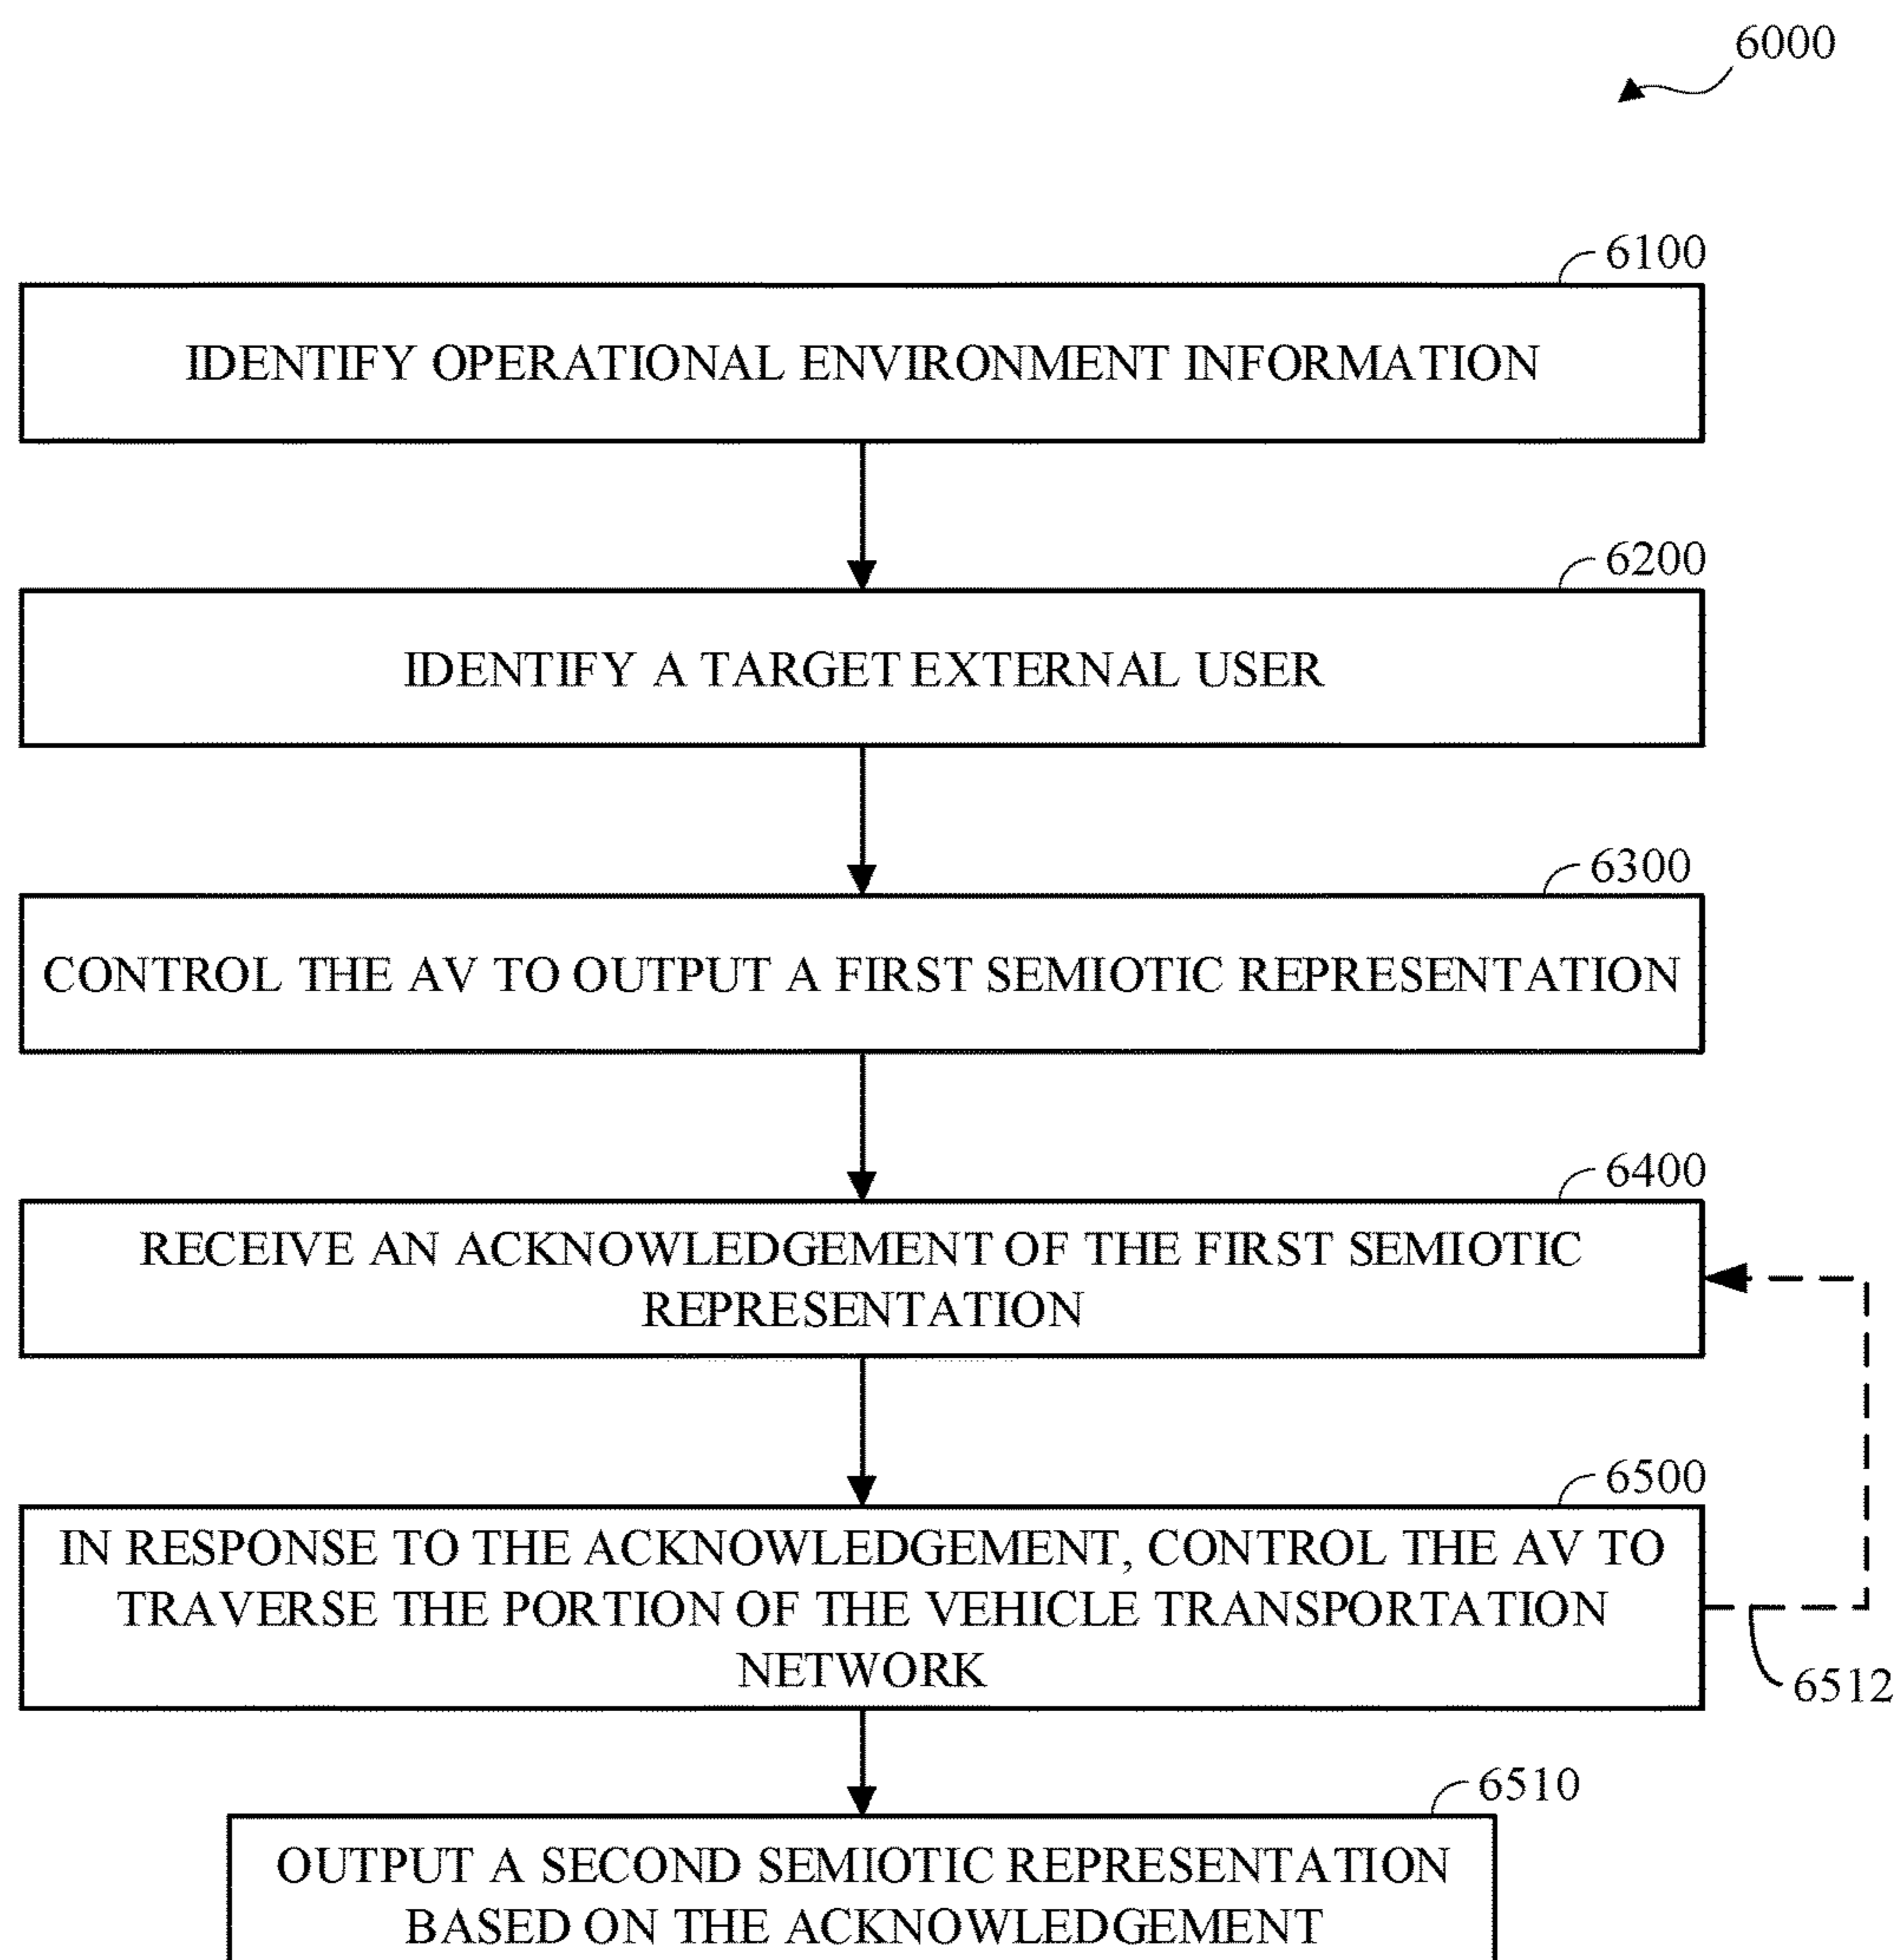 6000
6100
IDENTIFY OPERATIONAL ENVIRONMENT INFORMATION
6200
IDENTIFY A TARGET EXTERNAL USER
6300
CONTROL THE AV TO OUTPUT A FIRST SEMIOTIC REPRESENTATION
6400
RECEIVE AN ACKNOWLEDGEMENT OF THE FIRST SEMIOTIC
REPRESENTATION
6500
IN RESPONSE TO THE ACKNOWLEDGEMENT, CONTROL THE AV TO
TRAVERSE THE PORTION OF THE VEHICLE TRANSPORTATION
NETWORK
6512
6510
OUTPUT A SECOND SEMIOTIC REPRESENTATION
BASED ON THE ACKNOWLEDGEMENT